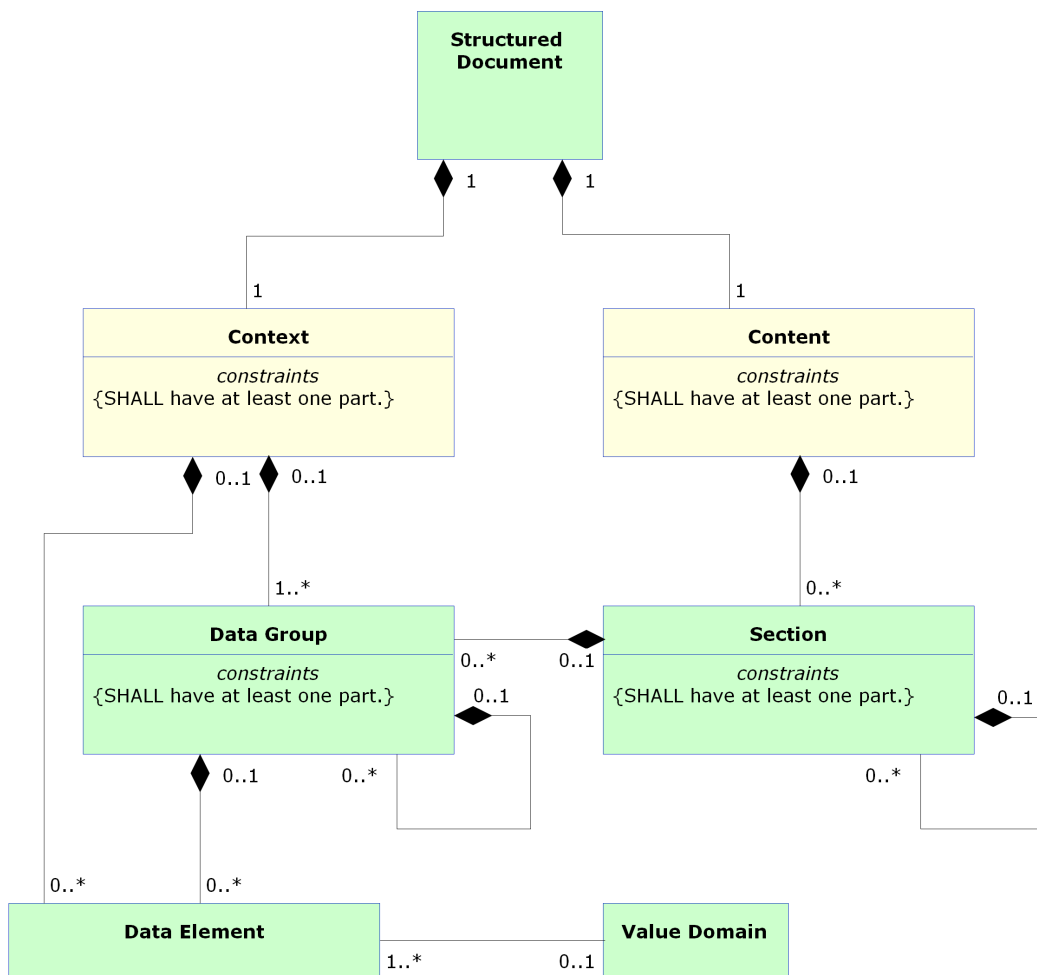 Structured
Document
1
1
1
1
Context
constraints
{SHALL have at least one part.}
Content
constraints
{SHALL have at least one part.}
0..1
0..1
0..1
1..*
0..*
Data Group
constraints
{SHALL have at least one part.}
Section
constraints
{SHALL have at least one part.}
0..*
0..1
0..1
0..1
0..1
0..*
0..*
0..*
0..*
Data Element
Value Domain
1..*
0..1